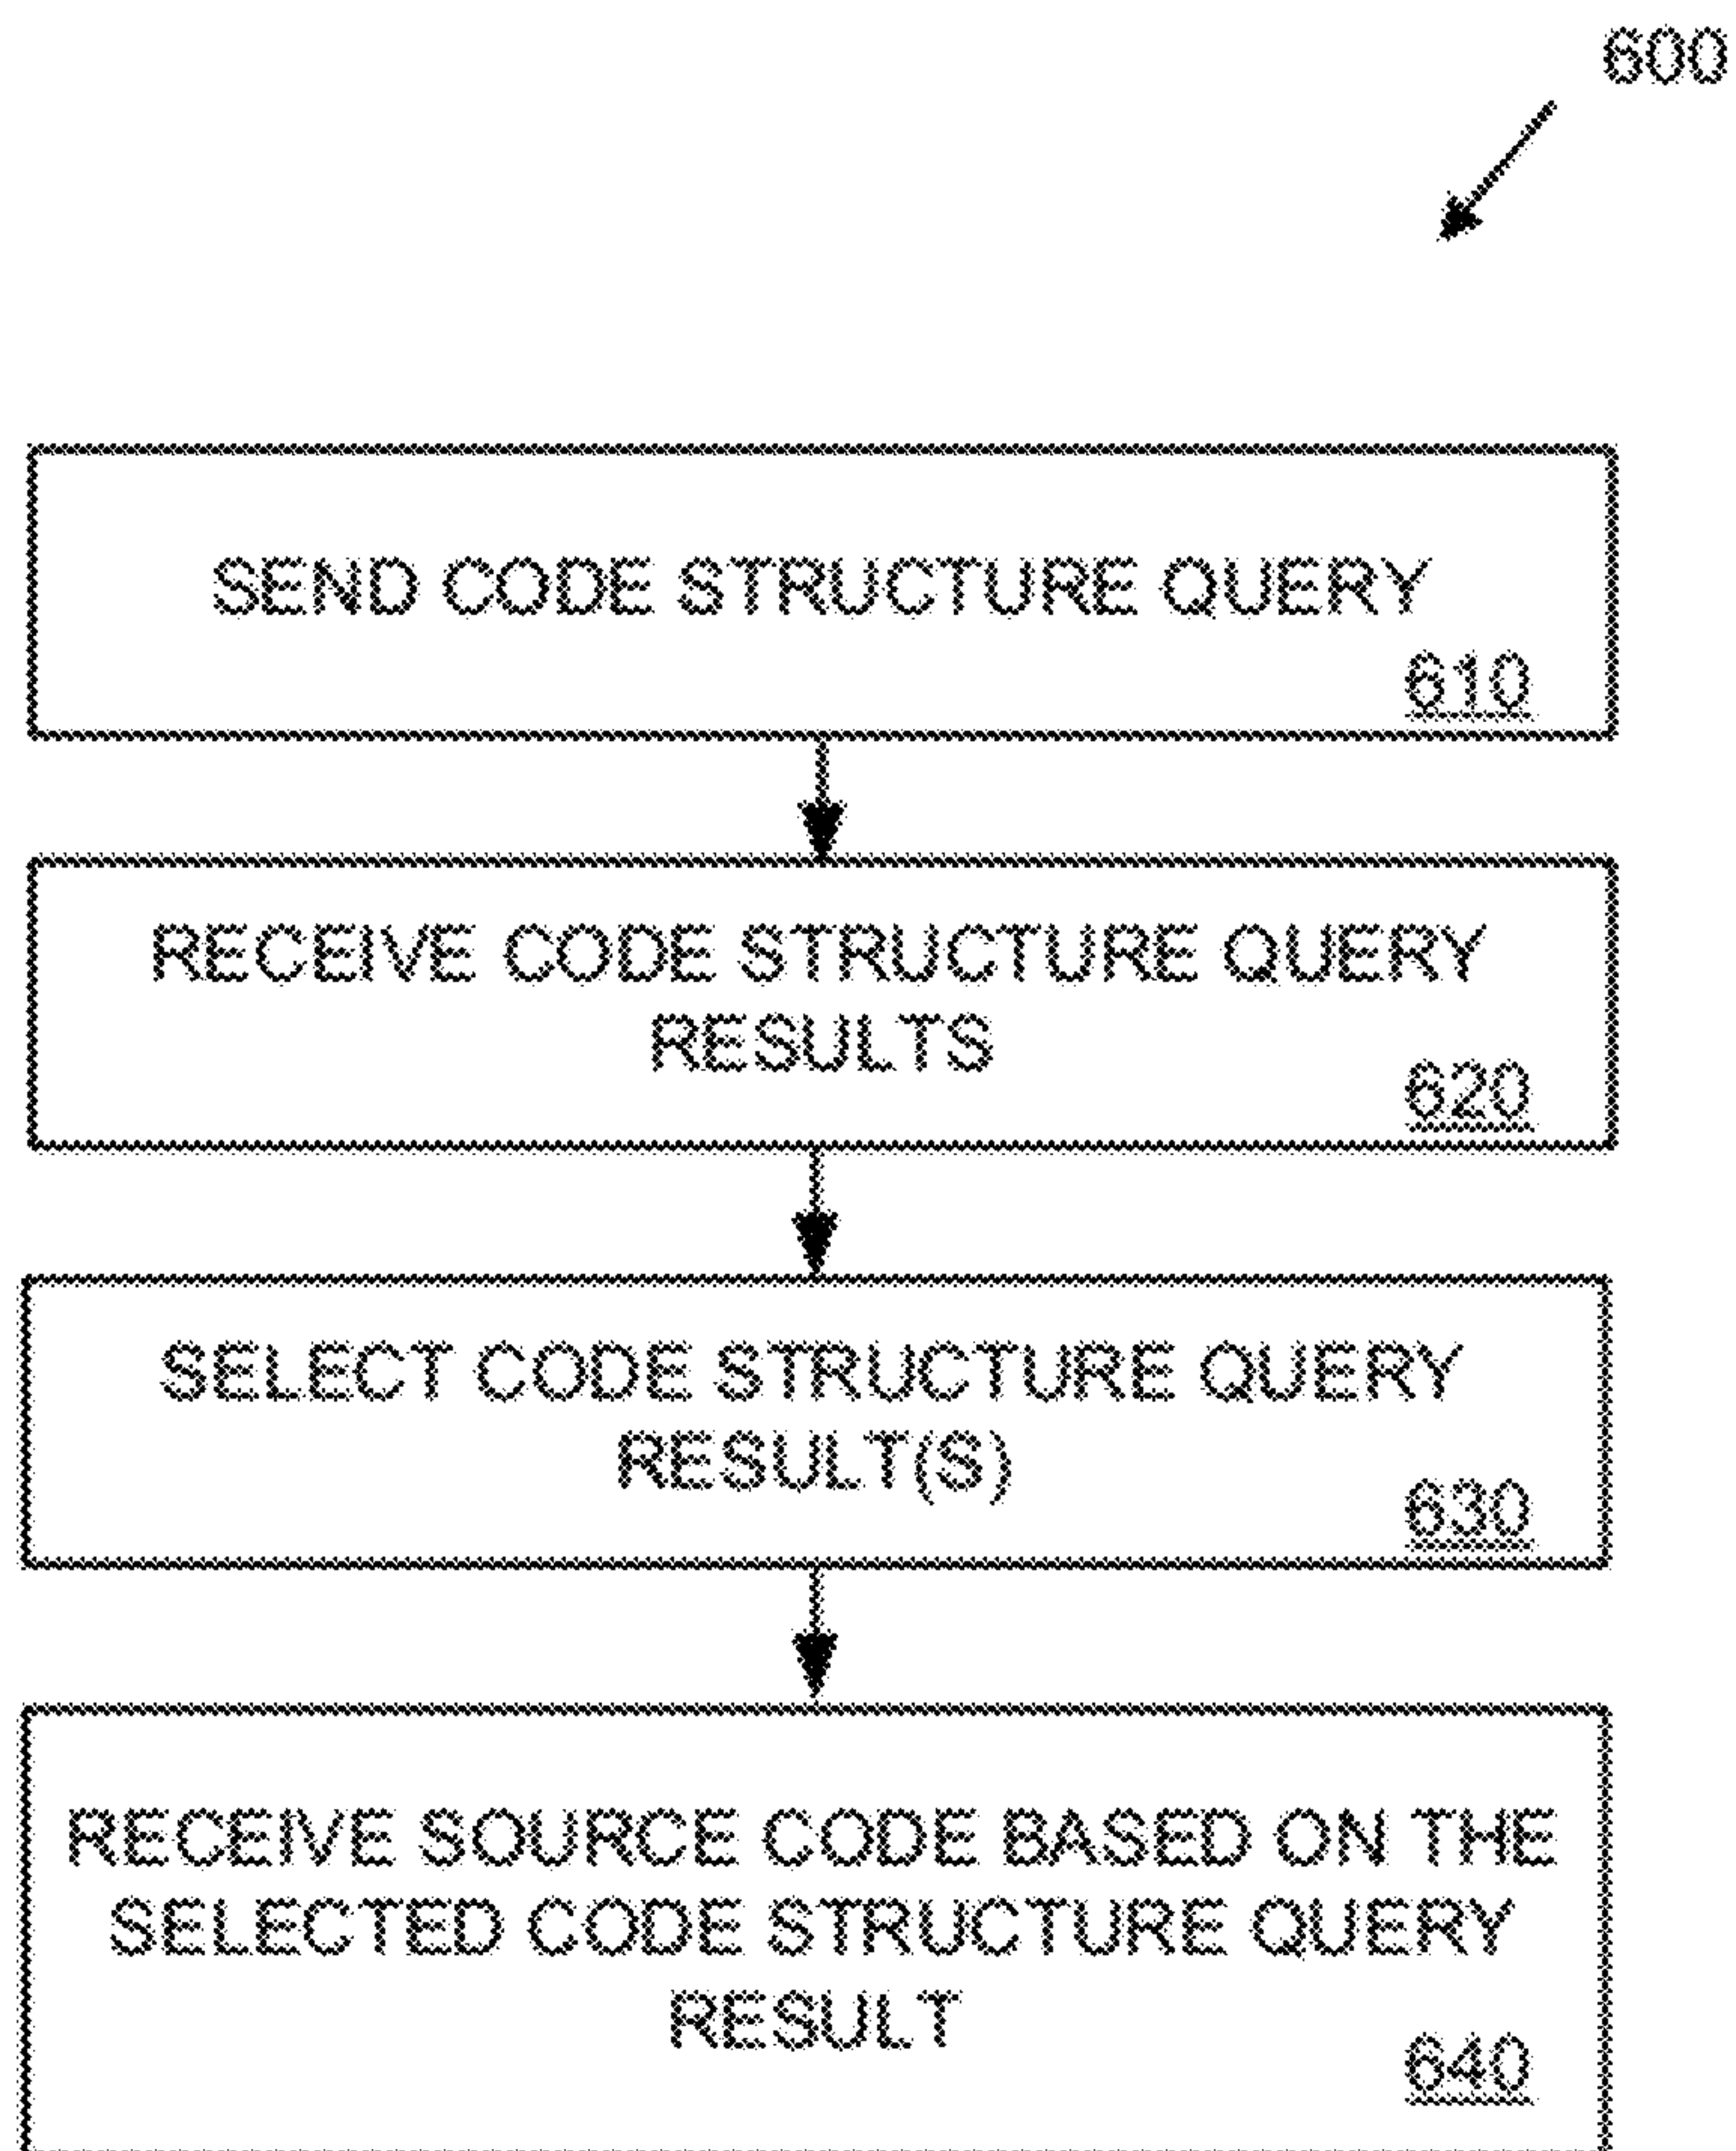 600
SEND CODE STRUCTURE QUERY
610
RECEIVE CODE STRUCTURE QUERY
RESULTS
620
SELECT CODE STRUCTURE QUERY
RESULT(S)
630
RECEIVE SOURCE CODE BASED ON THE
SELECTED CODE STRUCTURE QUERY
RESULT
640